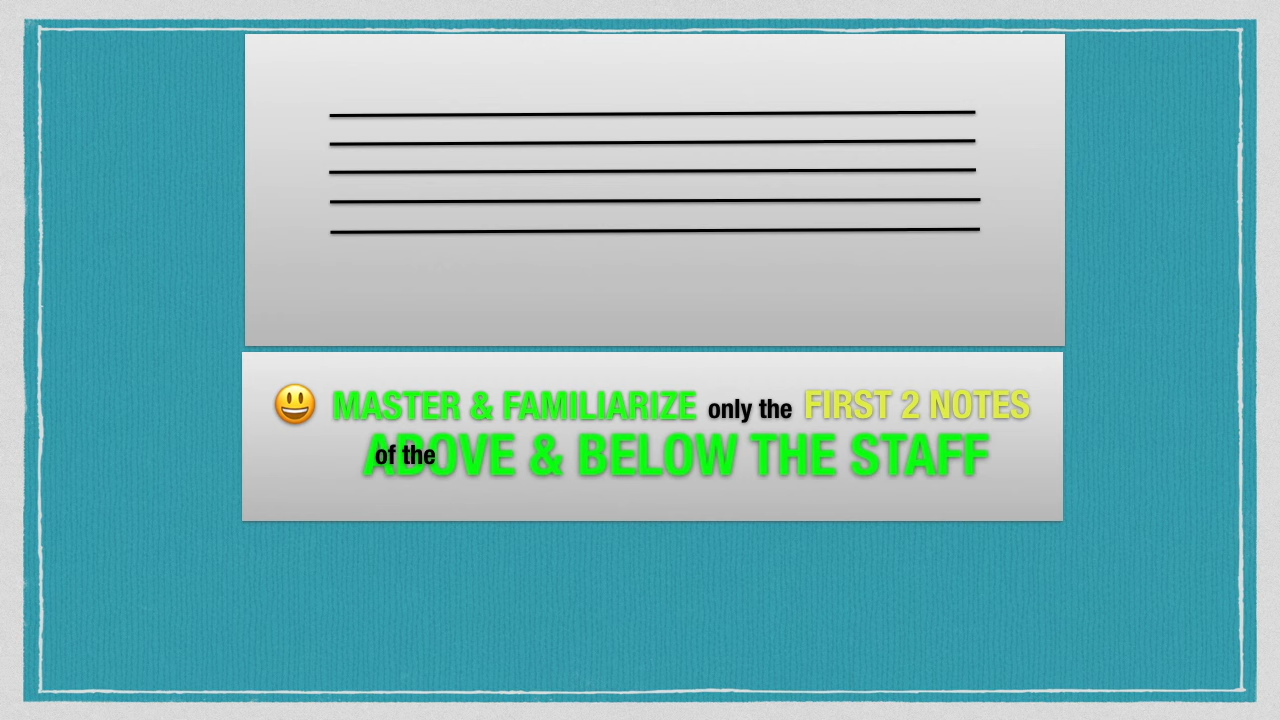 😃 MASTER & FAMILIARIZE only the FIRST 2 NOTES
of the ABOVE & BELOW THE STAFF